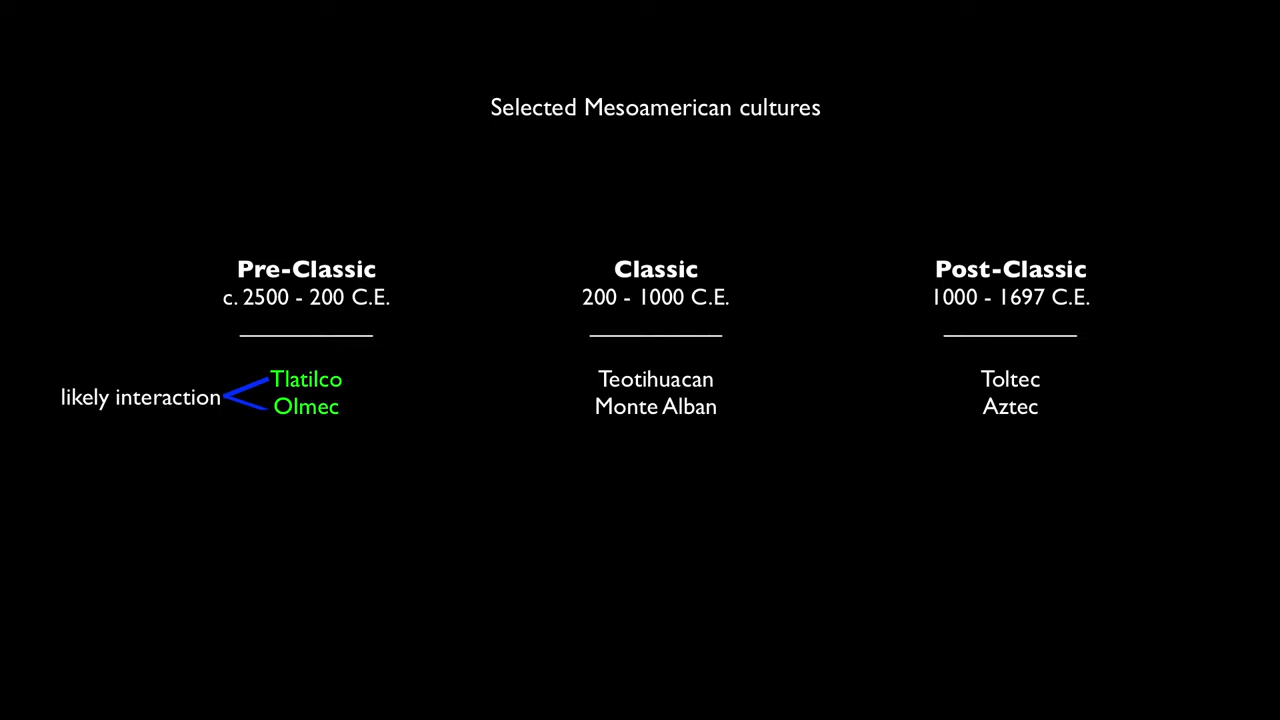 Selected Mesoamerican cultures
Pre-Classic
c. 2500 - 200 C.E.
Classic
200 - 1000 C.E.
Post-Classic
1000 - 1697 C.E.
likely interaction
Tlatilco
Olmec
Teotihuacan
Monte Alban
Toltec
Aztec